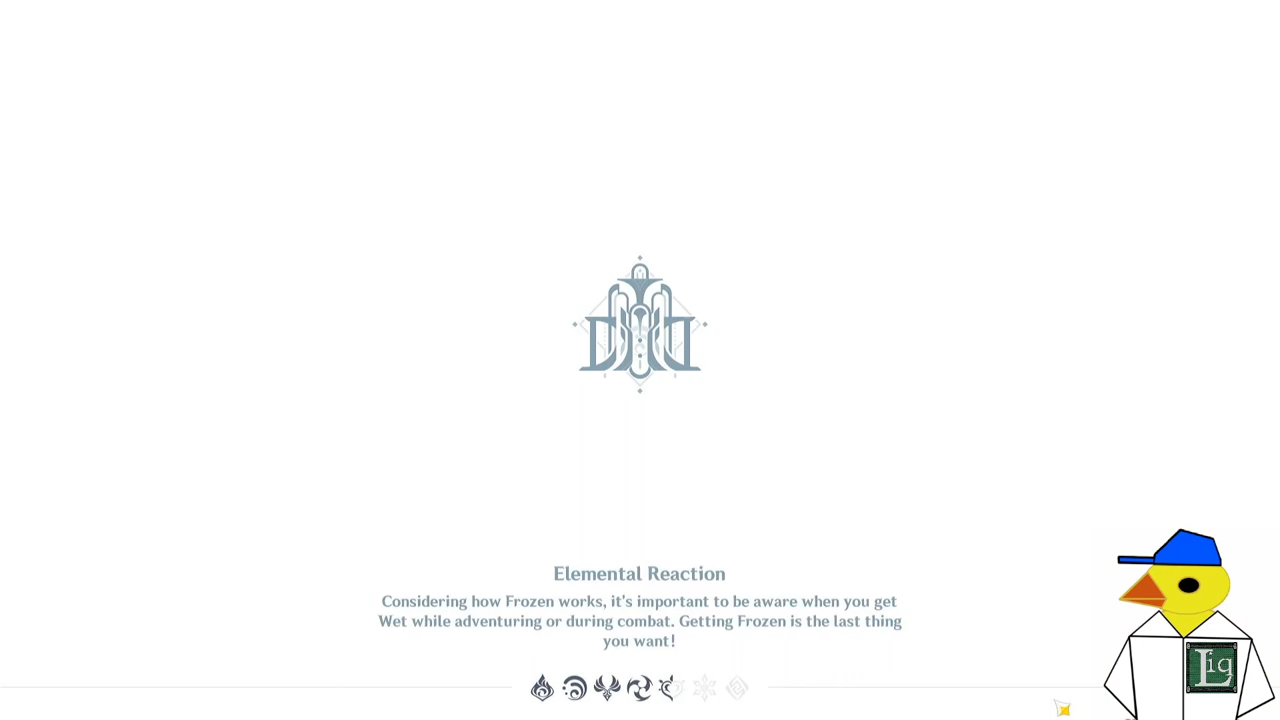 Elemental Reaction
Considering how Frozen works, it's important to be aware when you get
Wet while adventuring or during combat. Getting Frozen is the last thing
you want!
Lig